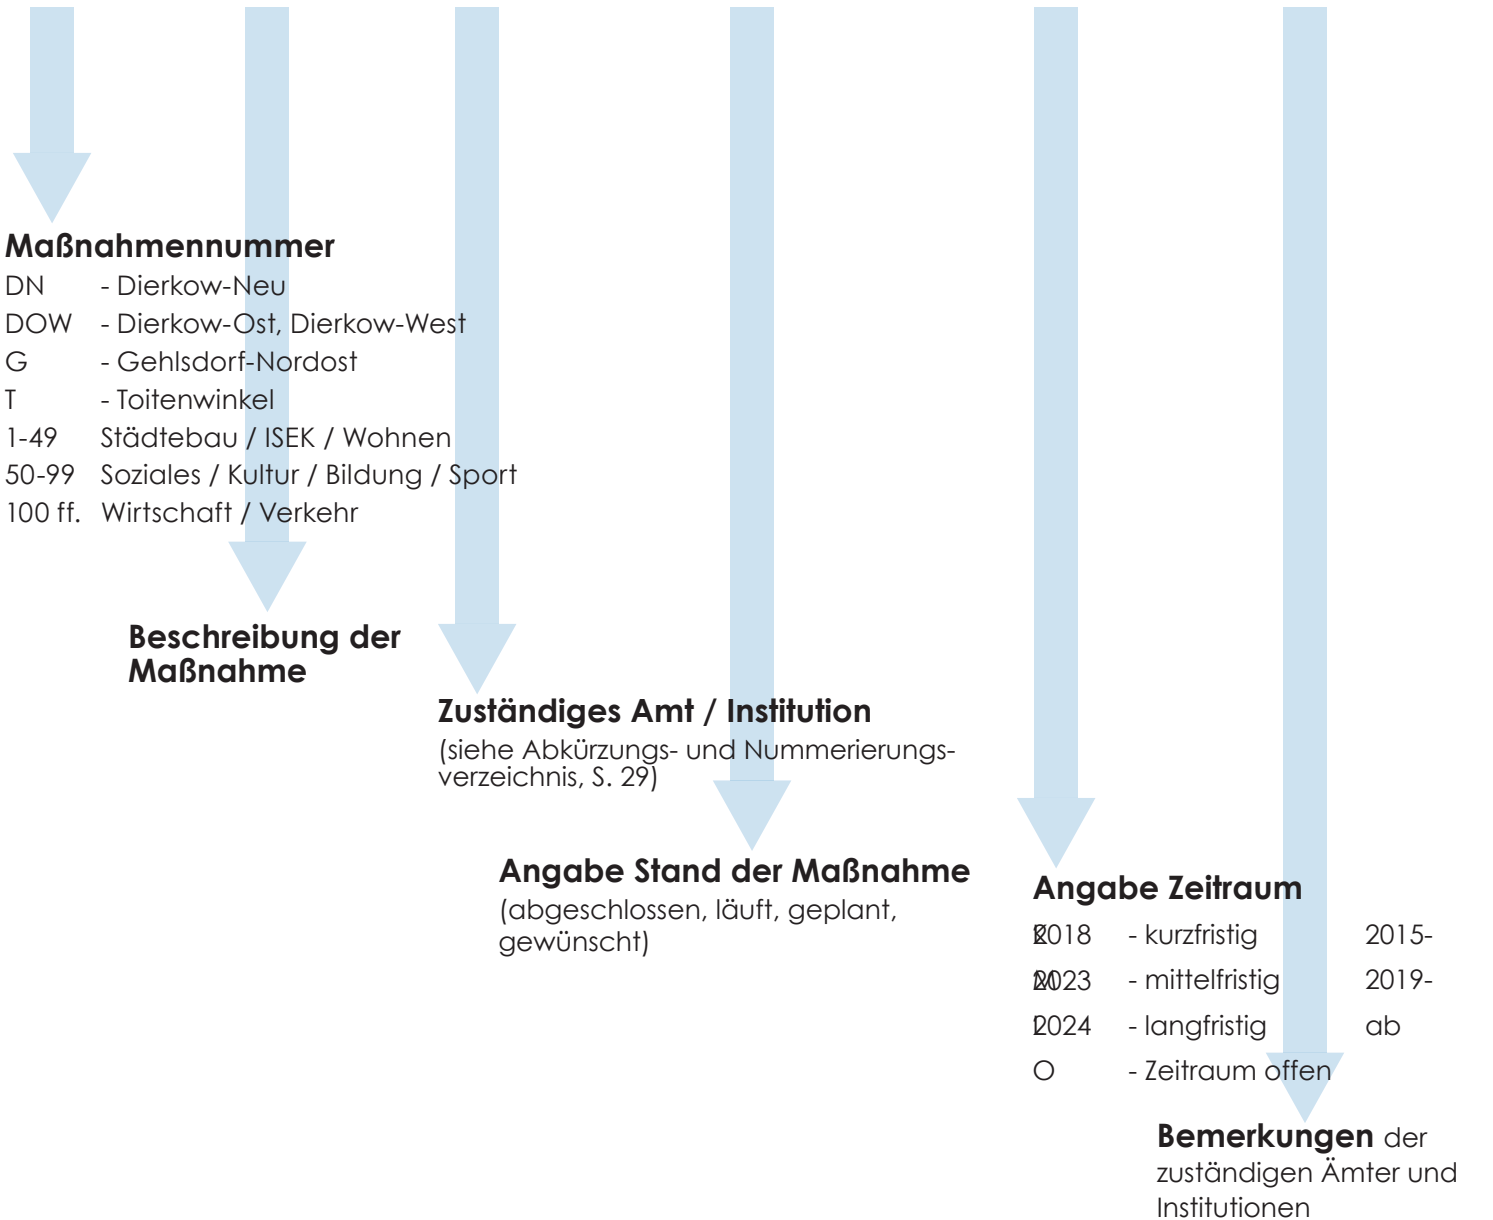 Maßnahmennummer
DN - Dierkow-Neu
DOW - Dierkow-Ost, Dierkow-West
G - Gehlsdorf-Nordost
T - Toitenwinkel
1-49 Städtebau / ISEK / Wohnen
50-99 Soziales / Kultur / Bildung / Sport
100 ff. Wirtschaft / Verkehr
Beschreibung der
Maßnahme
Zuständiges Amt / Institution
(siehe Abkürzungs- und Nummerierungs-
verzeichnis, S. 29)
Angabe Stand der Maßnahme
(abgeschlossen, läuft, geplant,
gewünscht)
Angabe Zeitraum
K - kurzfristig 2015-
2018
M - mittelfristig 2019-
2023
L - langfristig ab
2024
O - Zeitraum offen
Bemerkungen der
zuständigen Ämter und
Institutionen